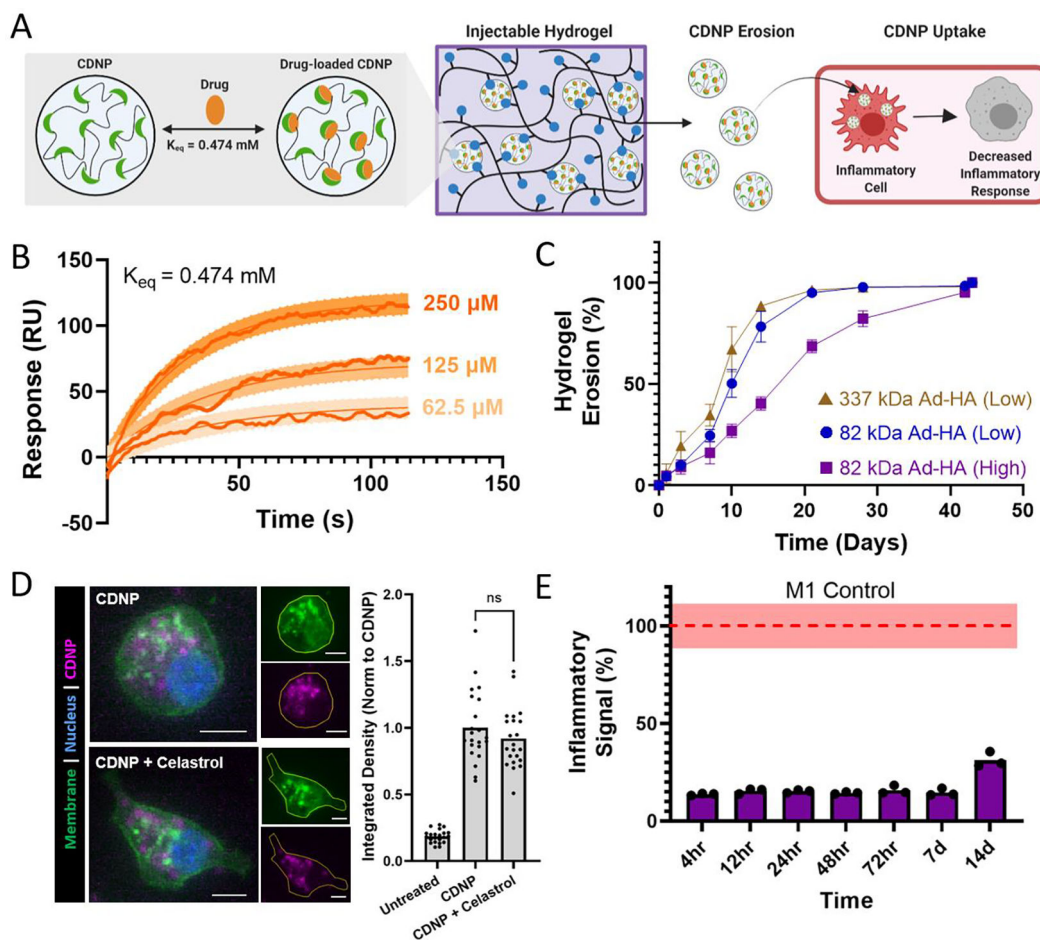 A
CDNP
Drug
K_eq = 0.474 mM
Drug-loaded CDNP
Injectable Hydrogel
CDNP Erosion
CDNP Uptake
Inflammatory
Cell
Decreased
Inflammatory
Response
B
K_eq = 0.474 mM
Response (RU)
150
100
50
0
-50
50
100
150
250 µM
125 µM
62.5 µM
Time (s)
C
Hydrogel
Erosion (%)
100
50
0
0
10
20
30
40
50
337 kDa Ad-HA (Low)
82 kDa Ad-HA (Low)
82 kDa Ad-HA (High)
Time (Days)
D
Membrane | Nucleus | CDNP
CDNP
CDNP + Celastrol
Integrated Density (Norm to CDNP)
2.0
1.5
1.0
0.5
0.0
ns
Untreated
CDNP
CDNP + Celastrol
E
M1 Control
Inflammatory
Signal (%)
100
50
0
4hr
12hr
24hr
48hr
72hr
7d
14d
Time